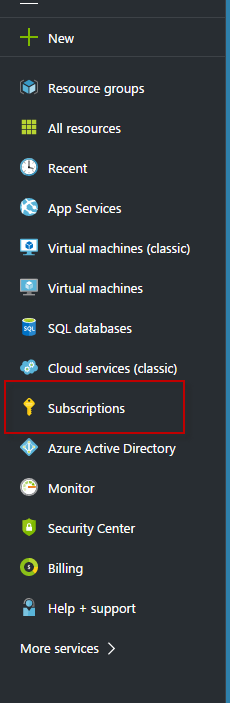 New
Resource groups
All resources
Recent
App Services
Virtual machines (classic)
Virtual machines
SQL
SQL databases
Cloud services (classic)
Subscriptions
Azure Active Directory
Monitor
Security Center
Billing
Help + support
More services